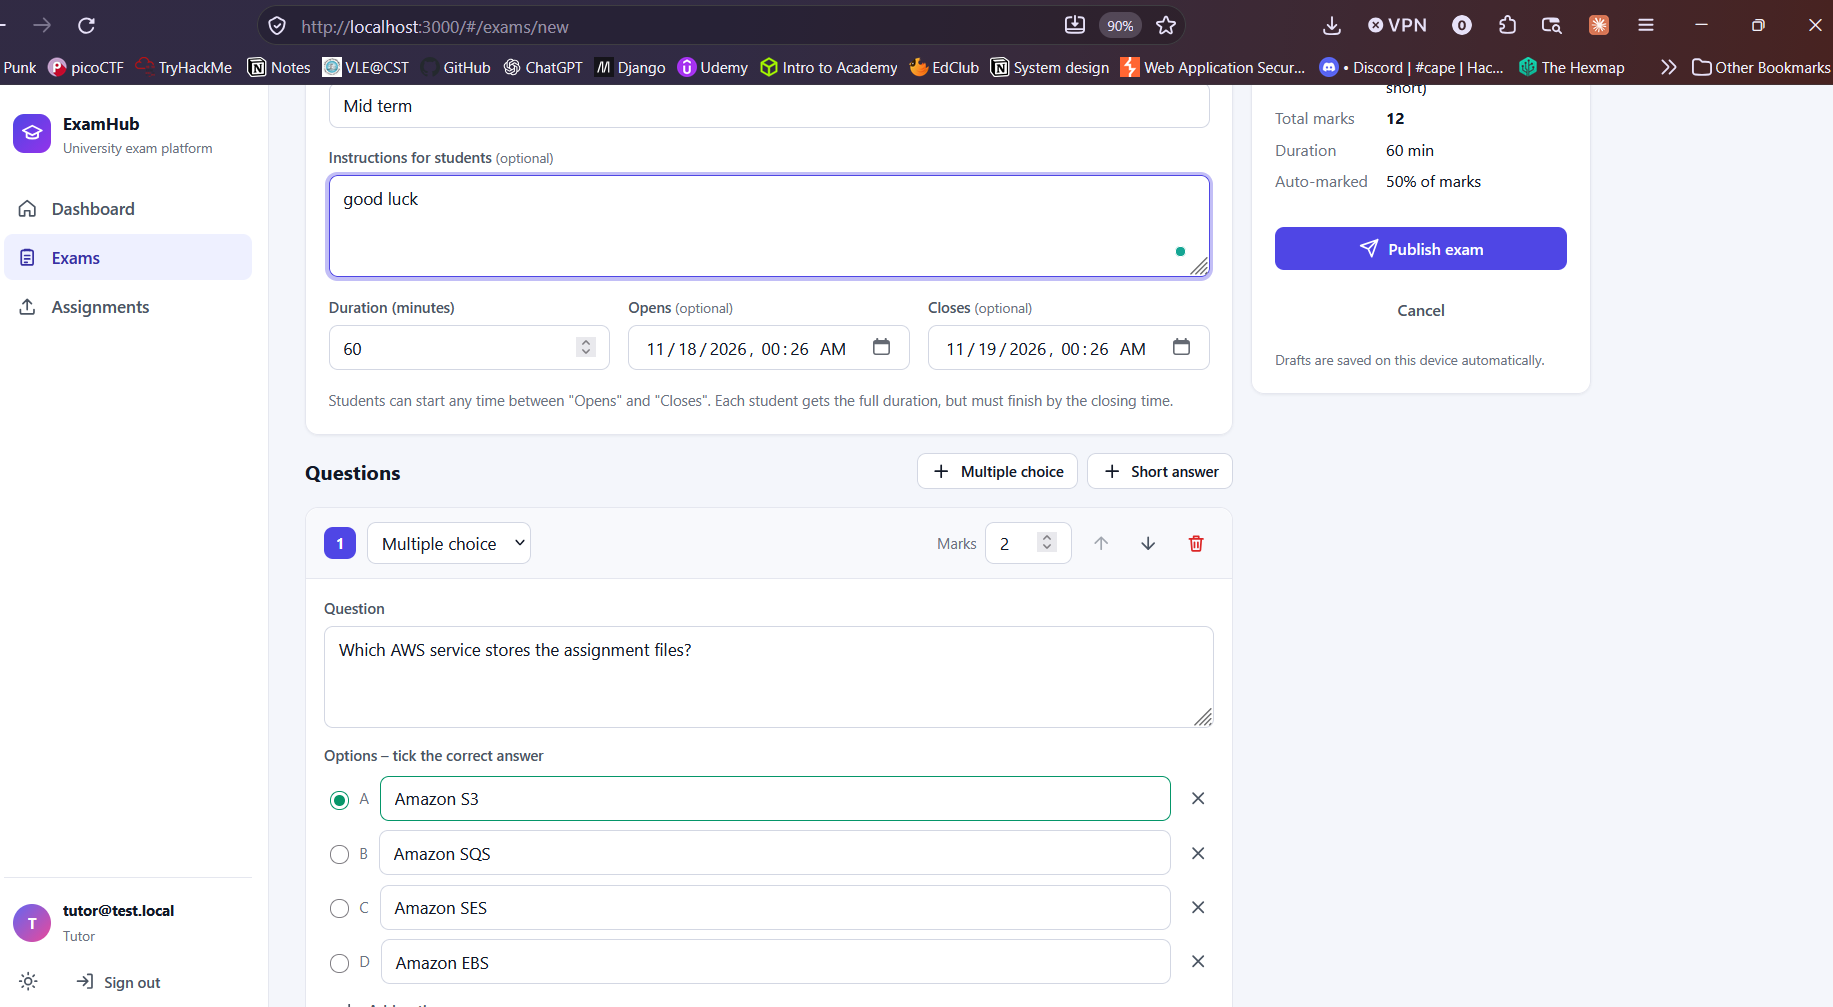 http://localhost:3000/#/exams/new
90%
VPN
Punk
picoCTF
TryHackMe
Notes
VLE@CST
GitHub
ChatGPT
Django
Udemy
Intro to Academy
EdClub
System design
Web Application Secur...
• Discord | #cape | Hac...
The Hexmap
Other Bookmarks
ExamHub
University exam platform
Dashboard
Exams
Assignments
tutor@test.local
T
Tutor
Sign out
Mid term
Instructions for students (optional)
good luck
Duration (minutes)
Opens (optional)
Closes (optional)
60
11/18/2026, 00:26 AM
11/19/2026, 00:26 AM
Students can start any time between "Opens" and "Closes". Each student gets the full duration, but must finish by the closing time.
Questions
+ Multiple choice
+ Short answer
1
Multiple choice
Marks
2
Question
Which AWS service stores the assignment files?
Options – tick the correct answer
A Amazon S3
B Amazon SQS
C Amazon SES
D Amazon EBS
short)
Total marks 12
Duration 60 min
Auto-marked 50% of marks
Publish exam
Cancel
Drafts are saved on this device automatically.